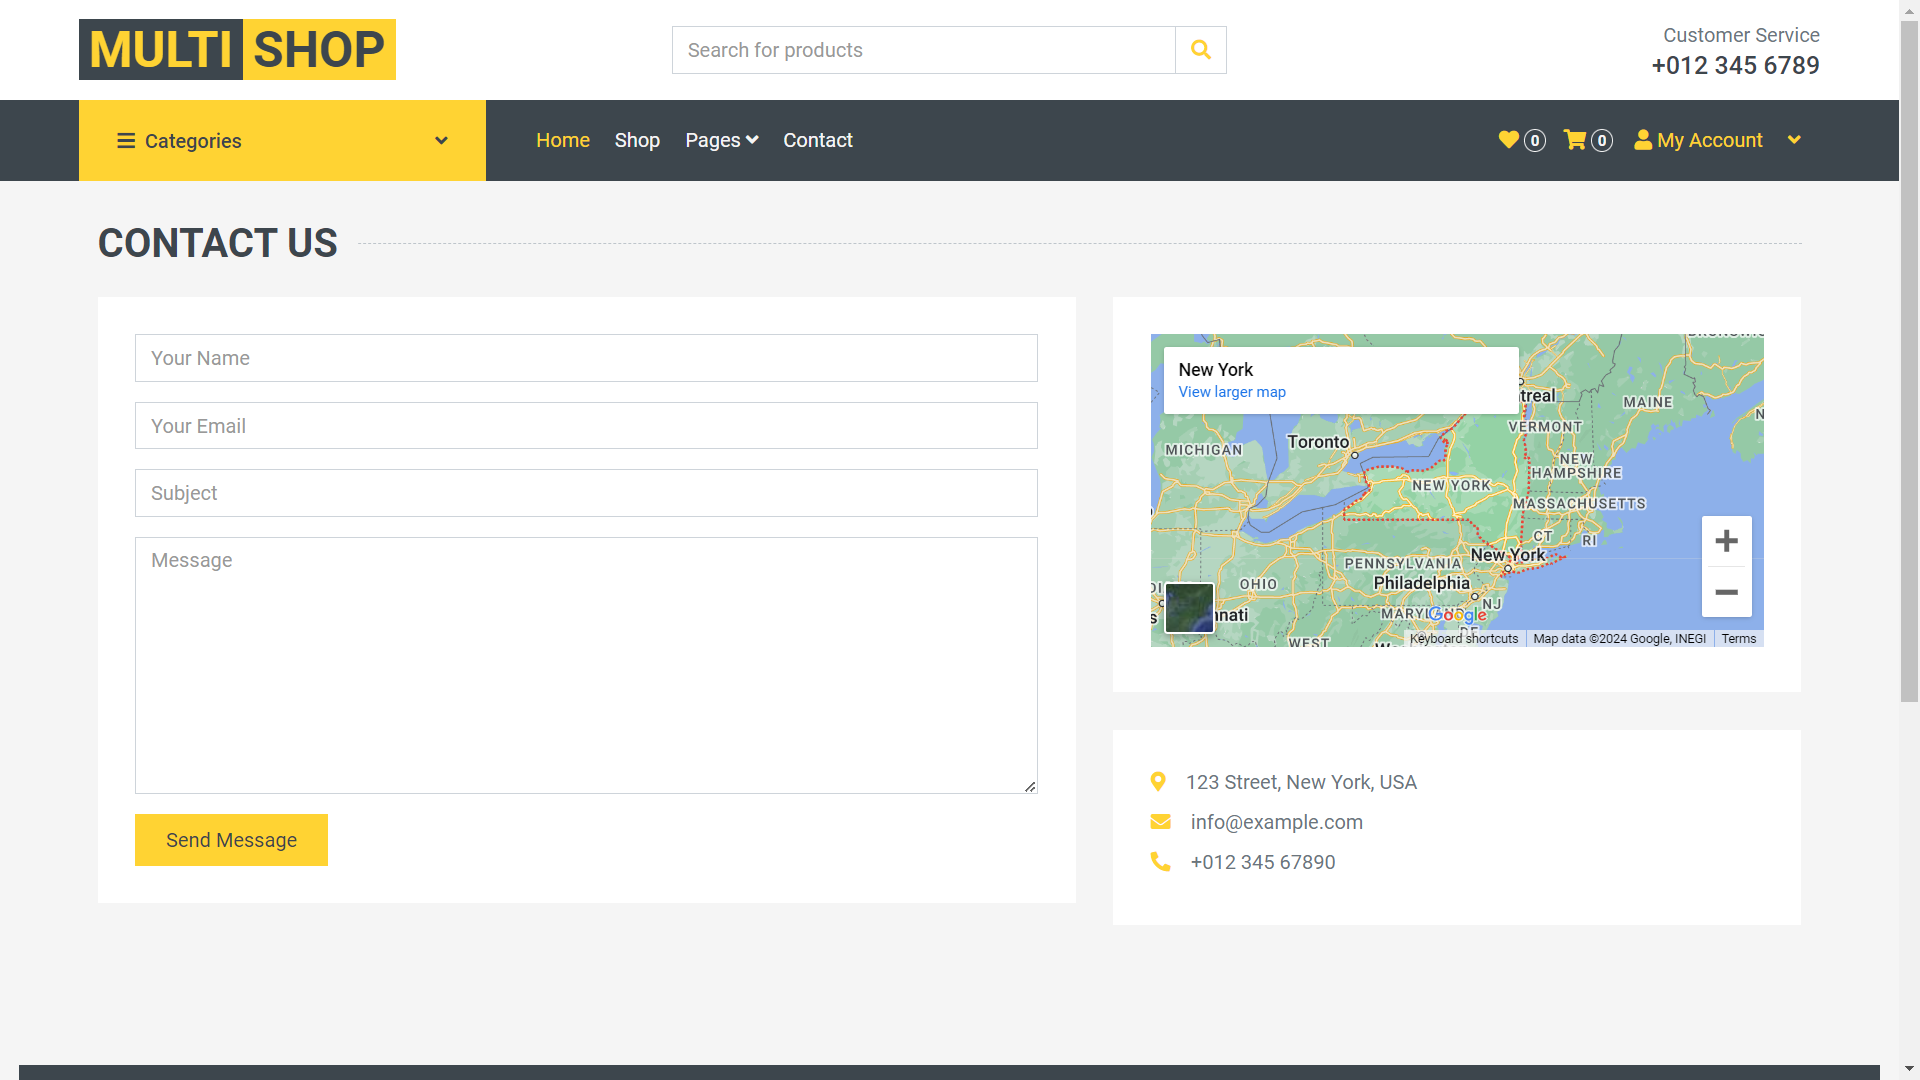 MULTI SHOP
Search for products
Customer Service
+012 345 6789
Categories
Home Shop Pages Contact
0 0 My Account
CONTACT US
Your Name
Your Email
Subject
Message
Send Message
New York
View larger map
treal
MAINE
VERMONT
Toronto
MICHIGAN
NEW
HAMPSHIRE
NEW YORK
MASSACHUSETTS
CT RI
New York
PENNSYLVANIA
OHIO
Philadelphia
NJ
nnati
Google
WEST
Keyboard shortcuts
Map data ©2024 Google, INEGI
Terms
123 Street, New York, USA
info@example.com
+012 345 67890